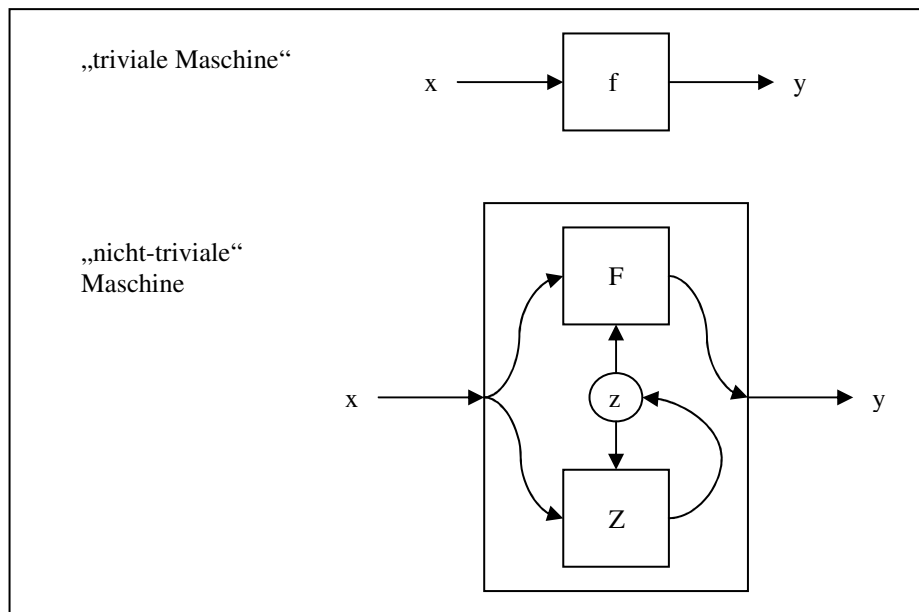 „triviale Maschine“
x
f
y
„nicht-triviale“
Maschine
F
x
z
y
Z